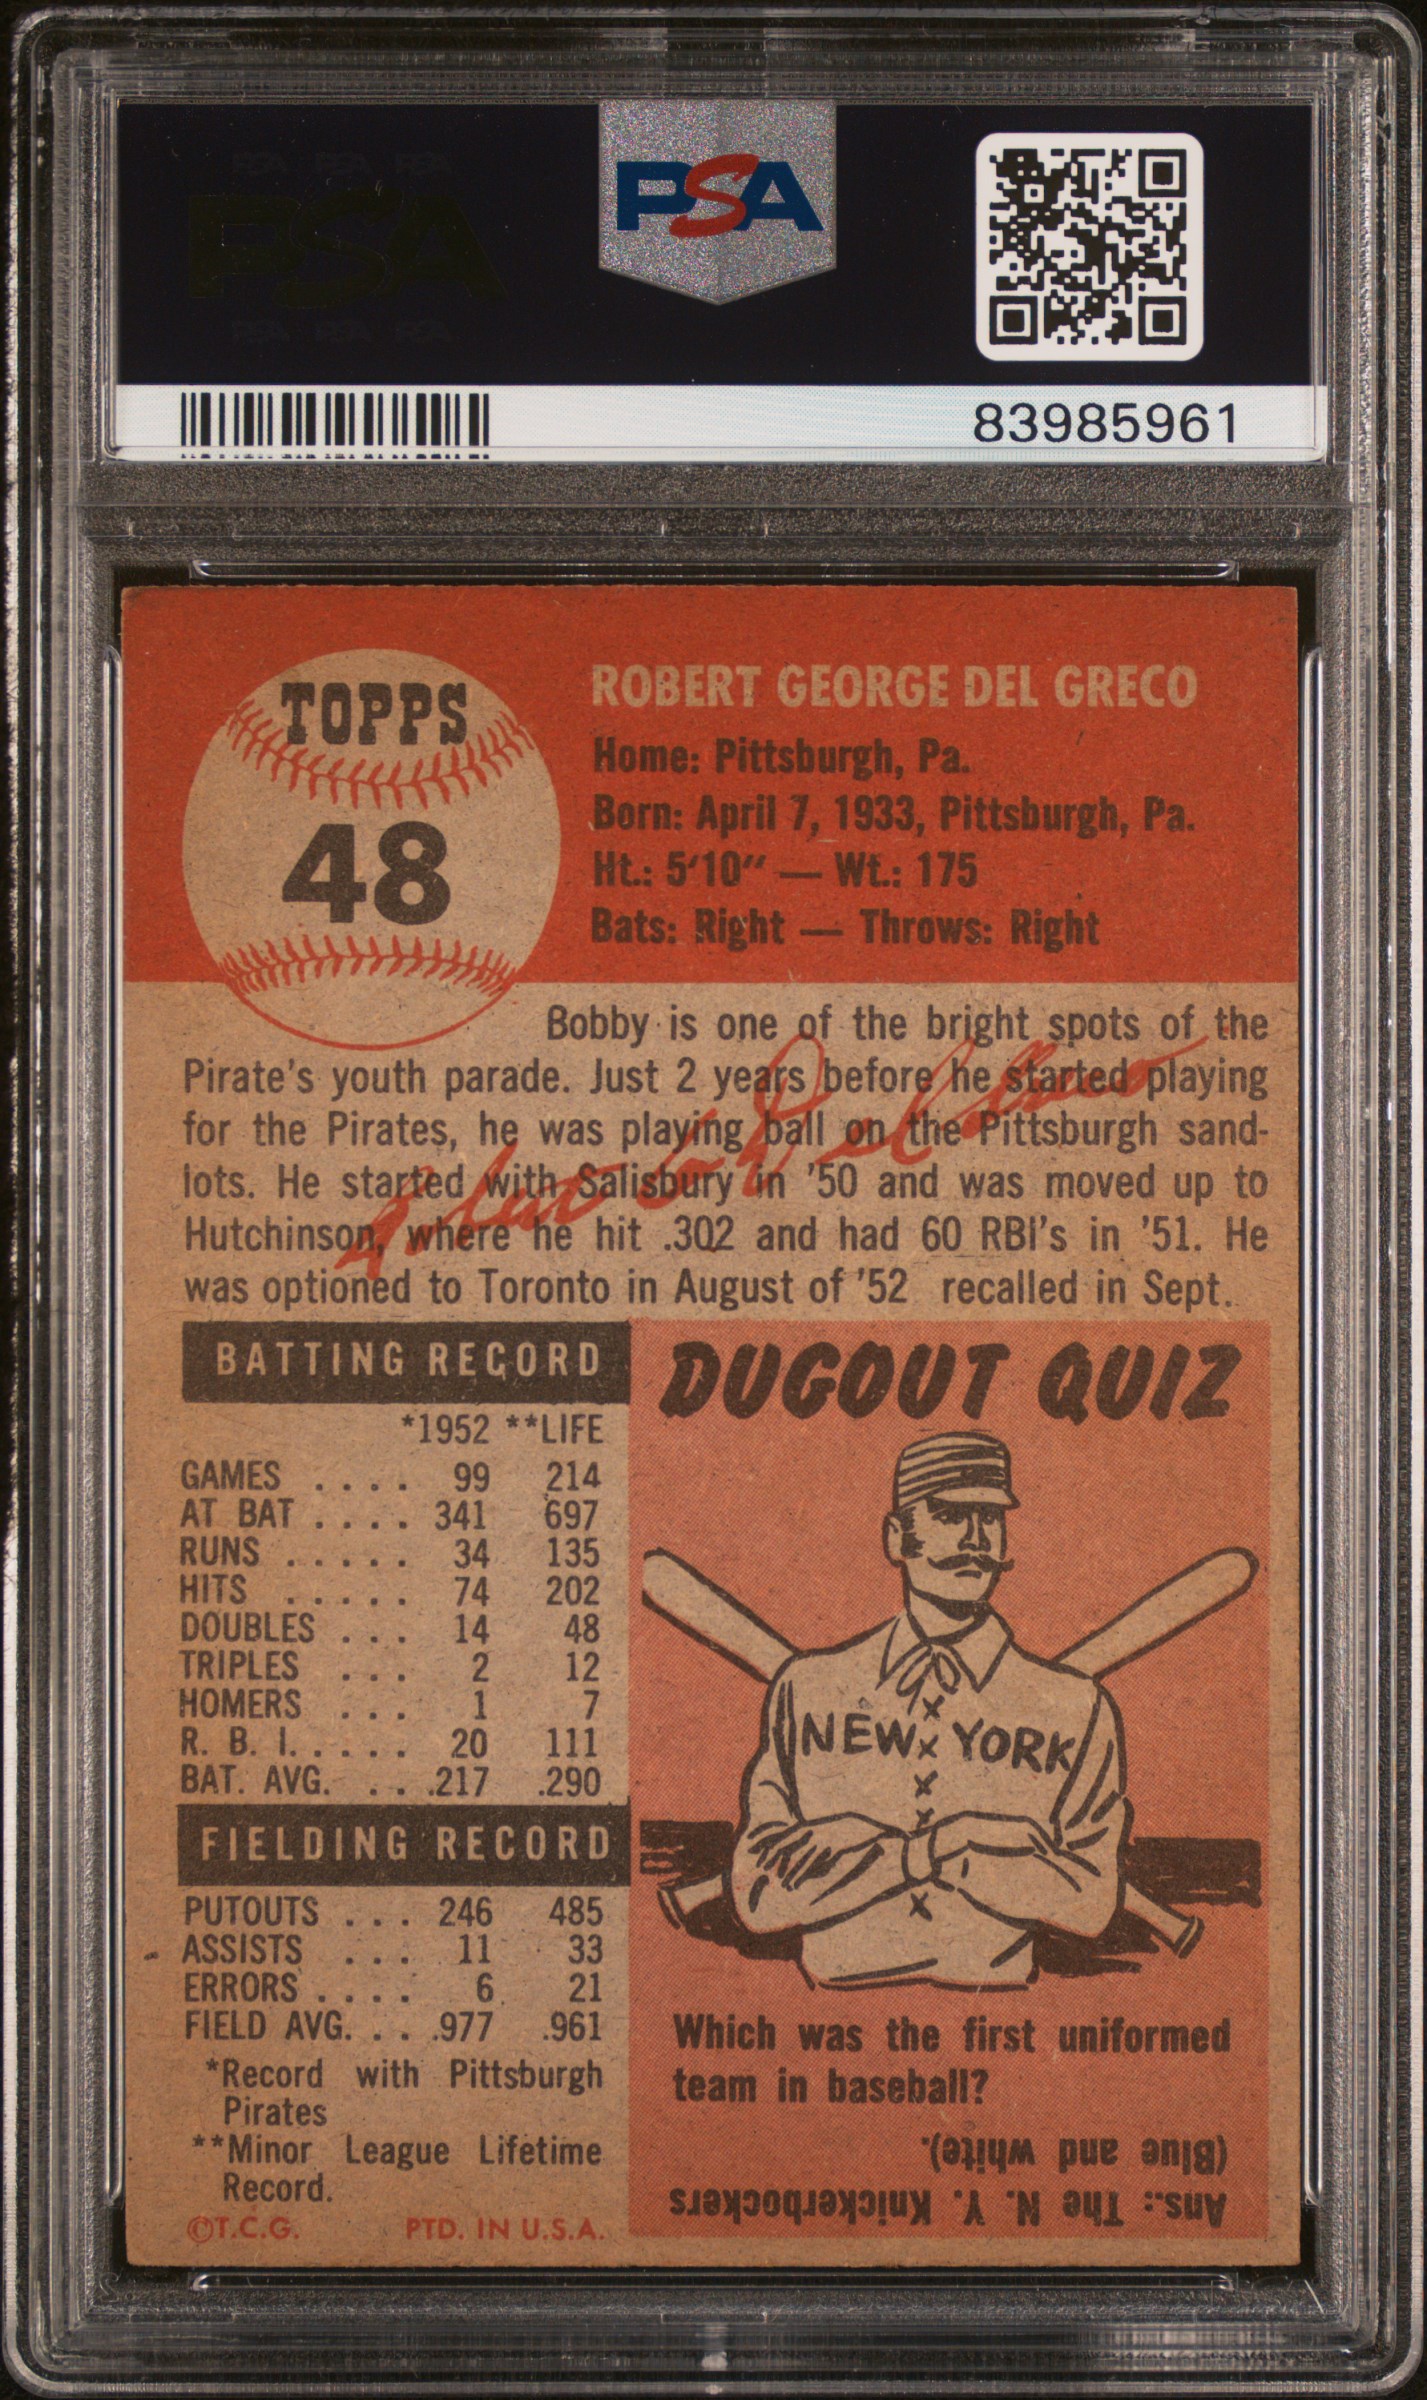 PSA
83985961
TOPPS
48
ROBERT GEORGE DEL GRECO
Home: Pittsburgh, Pa.
Born: April 7, 1933, Pittsburgh, Pa.
Ht.: 5'10" — Wt.: 175
Bats: Right — Throws: Right
Bobby is one of the bright spots of the
Pirate's youth parade. Just 2 years before he started playing
for the Pirates, he was playing ball on the Pittsburgh sand-
lots. He started with Salisbury in '50 and was moved up to
Hutchinson, where he hit .302 and had 60 RBI's in '51. He
was optioned to Toronto in August of '52 recalled in Sept.
BATTING RECORD
*1952 **LIFE
GAMES . . . . 99 214
AT BAT . . . . 341 697
RUNS . . . . . 34 135
HITS . . . . . 74 202
DOUBLES . . . 14 48
TRIPLES . . . 2 12
HOMERS . . . 1 7
R. B. I. . . . . 20 111
BAT. AVG. . . .217 .290
FIELDING RECORD
PUTOUTS . . . 246 485
ASSISTS . . . 11 33
ERRORS . . . . 6 21
FIELD AVG. . . .977 .961
*Record with Pittsburgh
Pirates
**Minor League Lifetime
Record.
©T.C.G. PTD. IN U.S.A.
DUGOUT QUIZ
NEW YORK
Which was the first uniformed
team in baseball?
Ans.: The N. Y. Knickerbockers
(Blue and white).